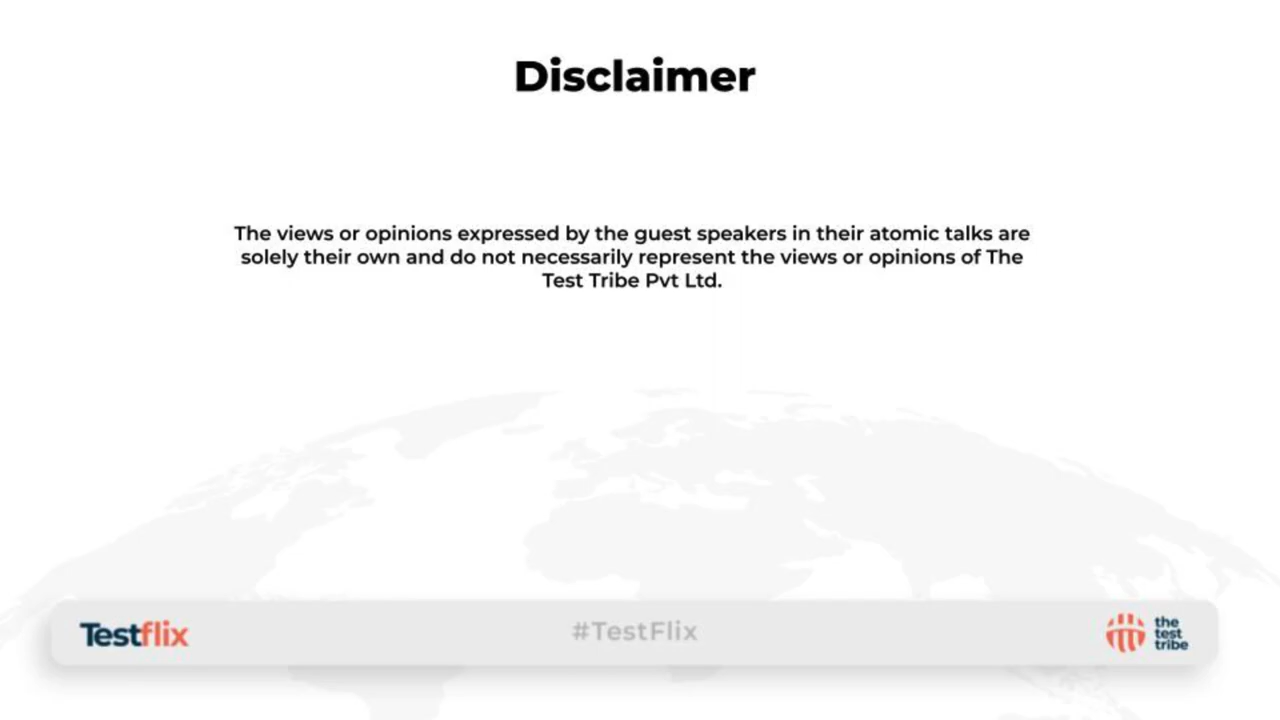 Disclaimer
The views or opinions expressed by the guest speakers in their atomic talks are
solely their own and do not necessarily represent the views or opinions of The
Test Tribe Pvt Ltd.
Testflix
#TestFlix
the
test
tribe